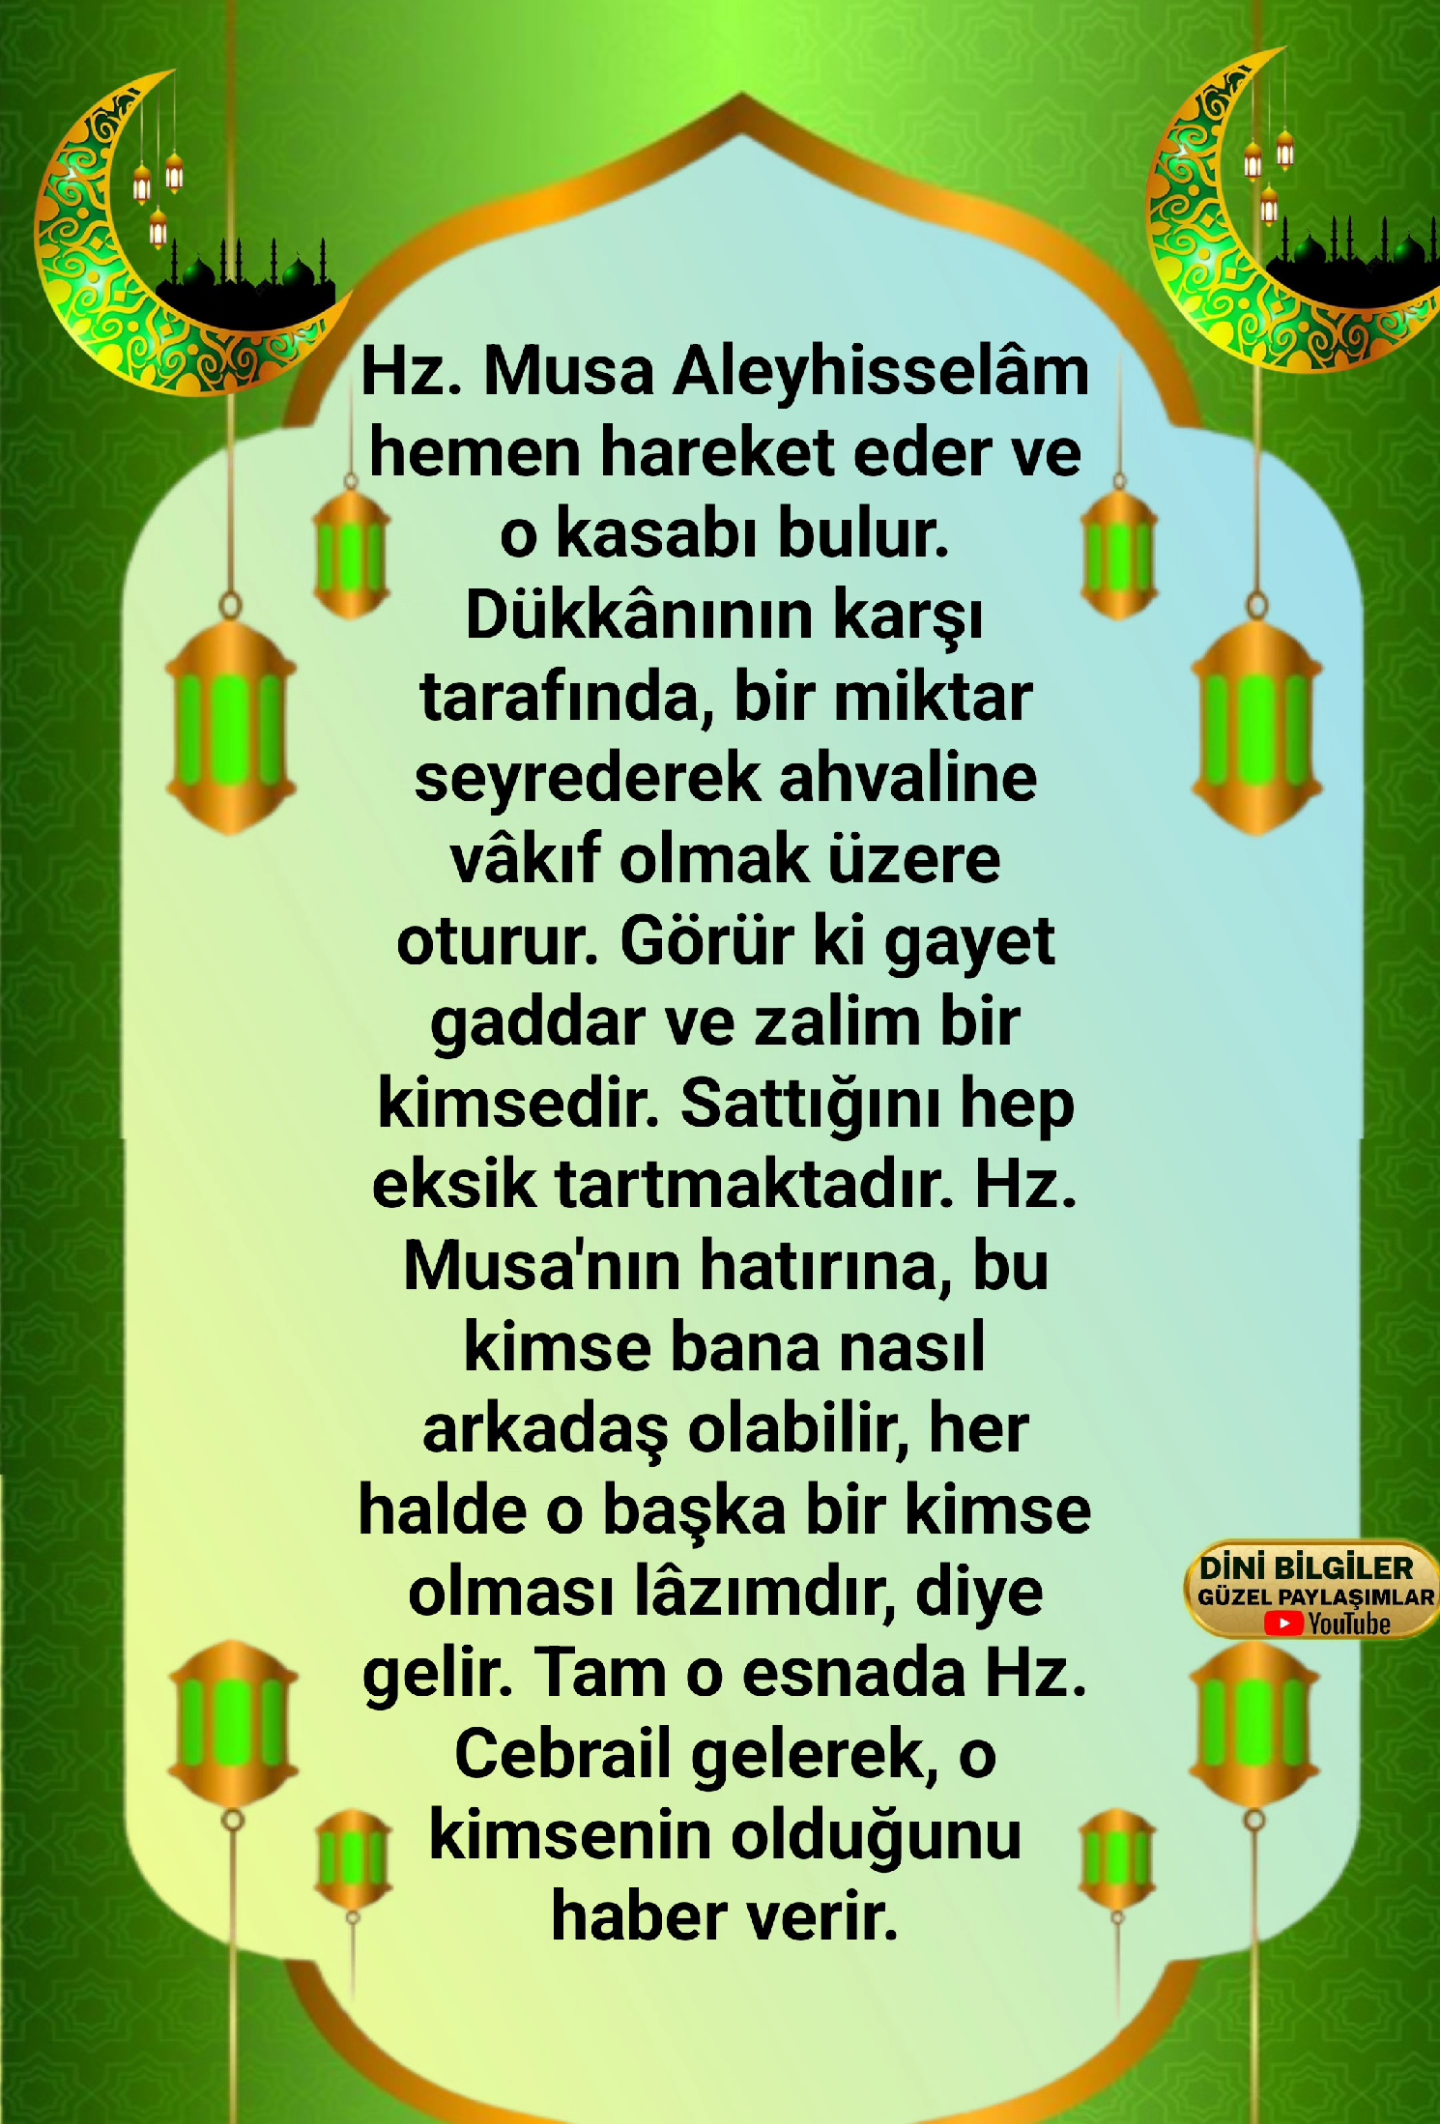 Hz. Musa Aleyhisselâm
hemen hareket eder ve
o kasabı bulur.
Dükkânının karşı
tarafında, bir miktar
seyrederek ahvaline
vâkıf olmak üzere
oturur. Görür ki gayet
gaddar ve zalim bir
kimsedir. Sattığını hep
eksik tartmaktadır. Hz.
Musa'nın hatırına, bu
kimse bana nasıl
arkadaş olabilir, her
halde o başka bir kimse
olması lâzımdır, diye
gelir. Tam o esnada Hz.
Cebrail gelerek, o
kimsenin olduğunu
haber verir.
DİNİ BİLGİLER
GÜZEL PAYLAŞIMLAR
YouTube